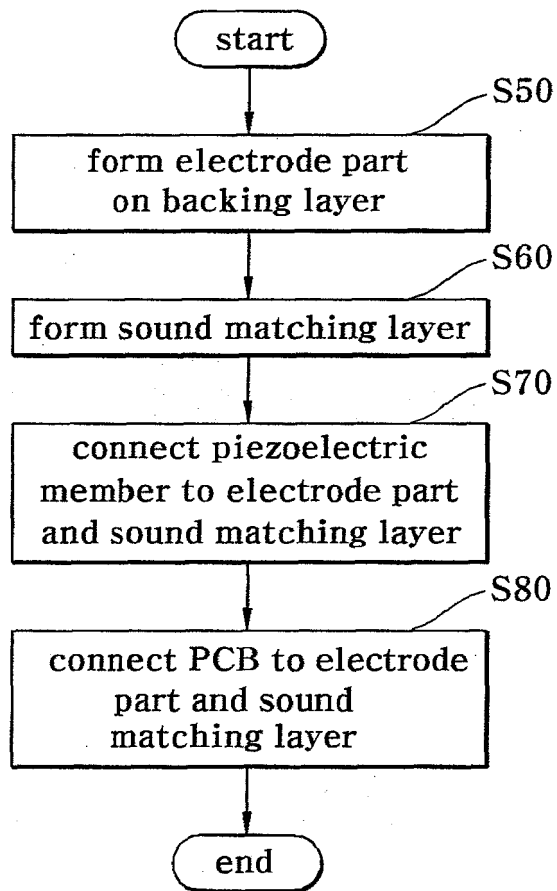 start
S50
form electrode part
on backing layer
S60
form sound matching layer
S70
connect piezoelectric
member to electrode part
and sound matching layer
S80
connect PCB to electrode
part and sound
matching layer
end